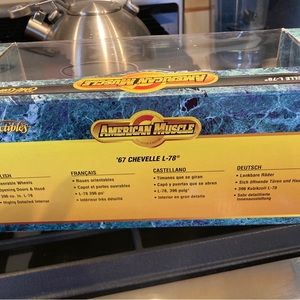 AMERICAN MUSCLE
AMERICAN MUSCLE
'67 CHEVELLE L-78®
FRANÇAIS
• Roues orientables
• Capot et portes ouvrables
• L-78 396 po³
• Intérieur très détaillé
CASTELLANO
• Timones que se giran
• Capó y puertas que se abren
• L-78, 396 pulg³
• Interior en gran detalle
DEUTSCH
• Lenkbare Räder
• Sich öffnende Türen und
• 396 Kubikzoll L-78
• Sehr detaillierte
Innenausstattung